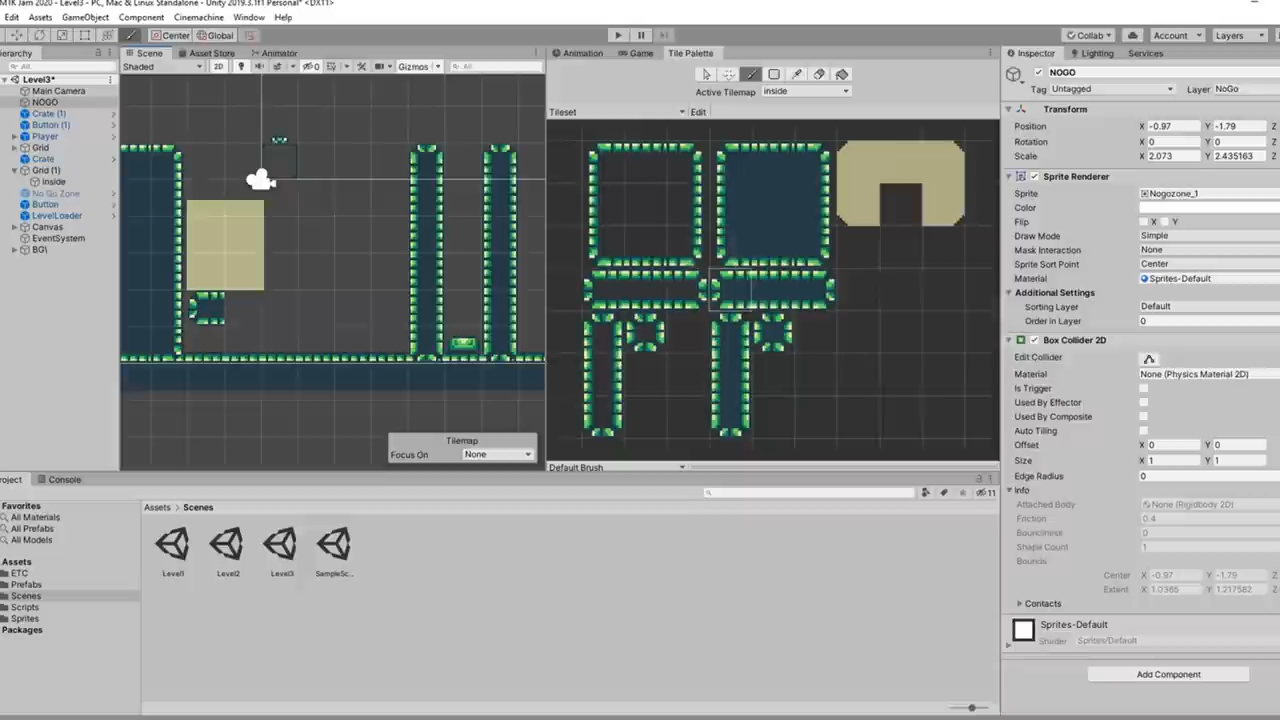 MTK Jam 2020 - Level3 - PC, Mac & Linux Standalone - Unity 2019.3.1f1 Personal* <DX11>
Edit Assets GameObject Component Cinemachine Window Help
Center Global Collab Account Layers
ierarchy
All
Level3*
Main Camera
NOGO
Crate (1)
Button (1)
Player
Grid
Crate
Grid (1)
inside
No Go Zone
Button
LevelLoader
Canvas
EventSystem
BG\
Scene Asset Store Animator
Shaded 2D 0 Gizmos All
Tilemap
Focus On None
Animation Game Tile Palette
Active Tilemap inside
Tileset Edit
Default Brush
Inspector Lighting Services
NOGO
Tag Untagged Layer NoGo
Transform
Position X -0.97 Y -1.79 Z
Rotation X 0 Y 0 Z
Scale X 2.073 Y 2.435163 Z
Sprite Renderer
Sprite Nogozone_1
Color
Flip X Y
Draw Mode Simple
Mask Interaction None
Sprite Sort Point Center
Material Sprites-Default
Additional Settings
Sorting Layer Default
Order in Layer 0
Box Collider 2D
Edit Collider
Material None (Physics Material 2D)
Is Trigger
Used By Effector
Used By Composite
Auto Tiling
Offset X 0 Y 0
Size X 1 Y 1
Edge Radius 0
Info
Attached Body None (Rigidbody 2D)
Friction 0.4
Bounciness 0
Shape Count 1
Bounds
Center X -0.97 Y -1.79 Z
Extent X 1.0365 Y 1.217582 Z
Contacts
Sprites-Default
Shader Sprites/Default
Add Component
roject Console
11
Favorites
All Materials
All Prefabs
All Models
Assets
ETC
Prefabs
Scenes
Scripts
Sprites
Packages
Assets > Scenes
Level1 Level2 Level3 SampleSc...